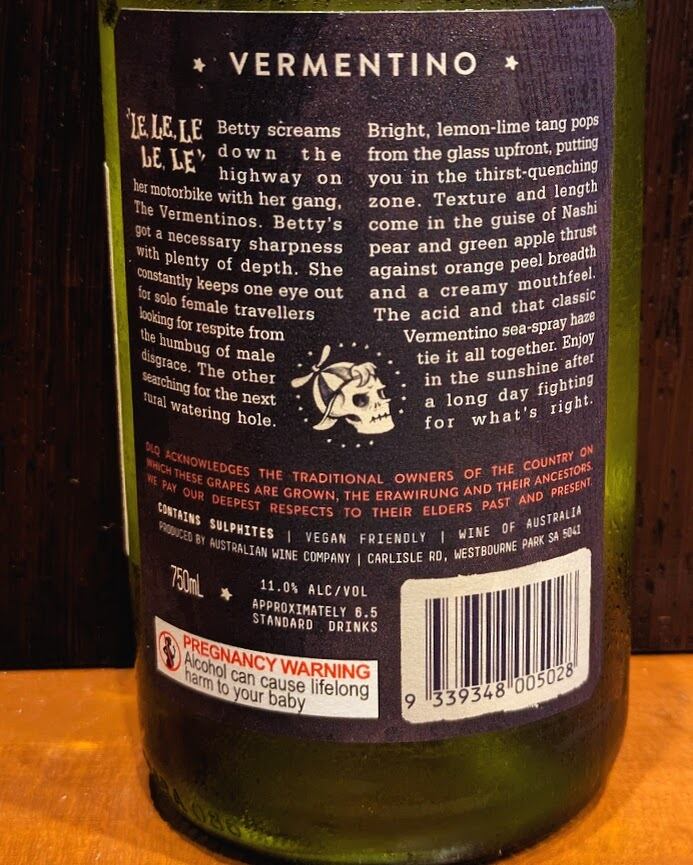 VERMENTINO
"LE, LE, LE
LE, LE"
Betty screams
down the
highway on
her motorbike with her gang,
The Vermentinos. Betty's
got a necessary sharpness
with plenty of depth. She
constantly keeps one eye out
for solo female travellers
looking for respite from
the humbug of male
disgrace. The other
searching for the next
rural watering hole.
Bright, lemon-lime tang pops
from the glass upfront, putting
you in the thirst-quenching
zone. Texture and length
come in the guise of Nashi
pear and green apple thrust
against orange peel breadth
and a creamy mouthfeel.
The acid and that classic
Vermentino sea-spray haze
tie it all together. Enjoy
in the sunshine after
a long day fighting
for what's right.
DLQ ACKNOWLEDGES THE TRADITIONAL OWNERS OF THE COUNTRY ON
WHICH THESE GRAPES ARE GROWN, THE ERAWIRUNG AND THEIR ANCESTORS.
WE PAY OUR DEEPEST RESPECTS TO THEIR ELDERS PAST AND PRESENT.
CONTAINS SULPHITES | VEGAN FRIENDLY | WINE OF AUSTRALIA
PRODUCED BY AUSTRALIAN WINE COMPANY | CARLISLE RD, WESTBOURNE PARK SA 5041
750mL
11.0% ALC/VOL
APPROXIMATELY 6.5
STANDARD DRINKS
PREGNANCY WARNING
Alcohol can cause lifelong
harm to your baby
9 339348 005028